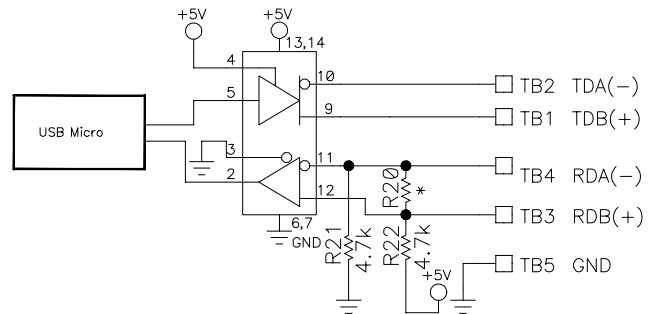 +5V
+5V
13,14
4
10
TB2 TDA(-)
5
9
TB1 TDB(+)
USB Micro
3
11
TB4 RDA(-)
R20
*
2
12
TB3 RDB(+)
6,7
GND
R21
4.7k
R22
4.7k
+5V
TB5 GND